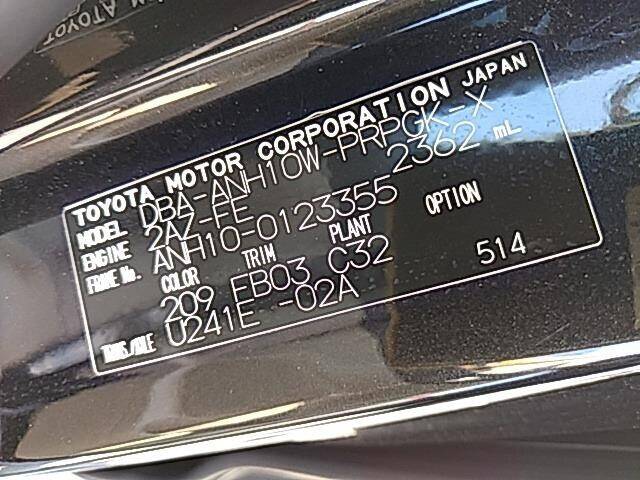 TOYOTA MOTOR CORPORATION JAPAN
MODEL DBA-ANH10W-PRPGK-X
ENGINE 2AZ-FE 2362 mL
FRAME No. ANH10-0123355
COLOR TRIM PLANT OPTION
209 FB03 C32 514
TRANS/AXLE U241E -02A